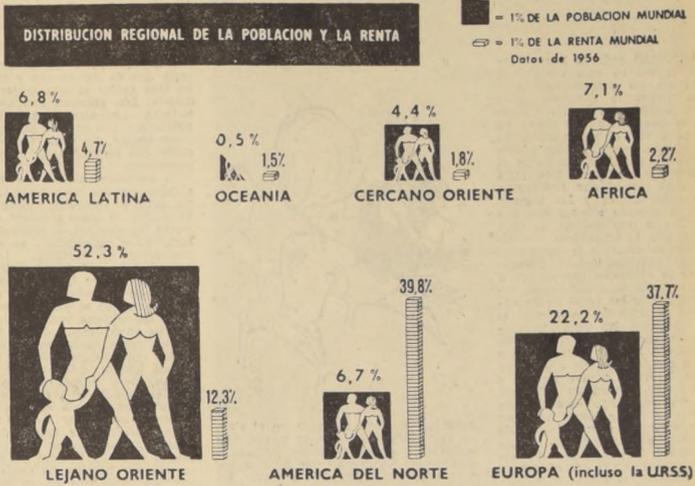 DISTRIBUCION REGIONAL DE LA POBLACION Y LA RENTA
= 1% DE LA POBLACION MUNDIAL
= 1% DE LA RENTA MUNDIAL
Datos de 1956
6,8 %
4,7%
AMERICA LATINA
0,5 %
1,5%
OCEANIA
4,4 %
1,8%
CERCANO ORIENTE
7,1 %
2,2%
AFRICA
52,3 %
12,3%
LEJANO ORIENTE
6,7 %
39,8%
AMERICA DEL NORTE
22,2%
37,7%
EUROPA (incluso la U.R.S.S)